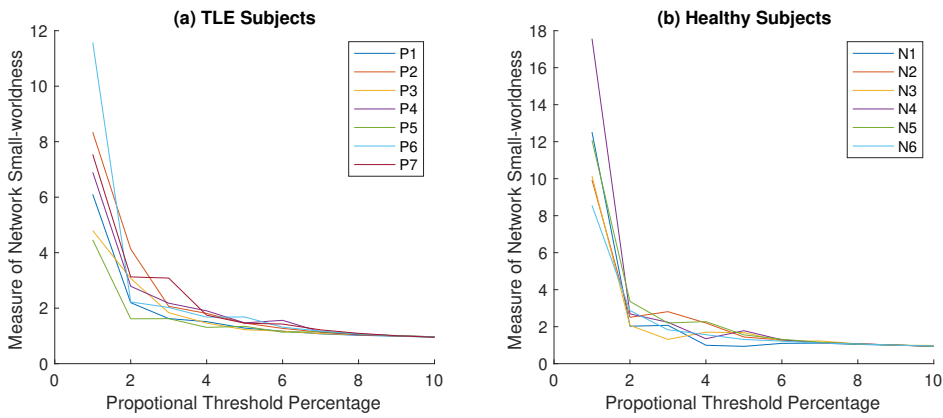 (a) TLE Subjects
Measure of Network Small-worldness
12
10
8
6
4
2
0
0 2 4 6 8 10
Propotional Threshold Percentage
P1
P2
P3
P4
P5
P6
P7
(b) Healthy Subjects
Measure of Network Small-worldness
18
16
14
12
10
8
6
4
2
0
0 2 4 6 8 10
Propotional Threshold Percentage
N1
N2
N3
N4
N5
N6